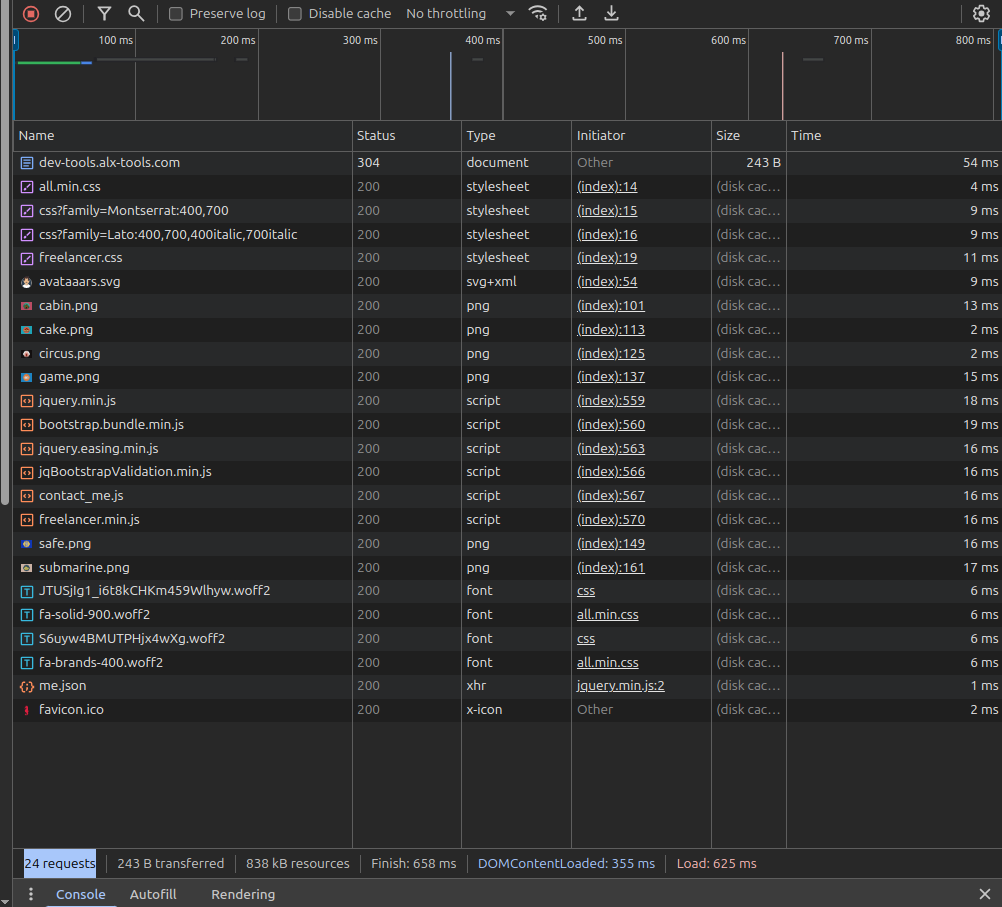 Preserve log Disable cache No throttling
100 ms 200 ms 300 ms 400 ms 500 ms 600 ms 700 ms 800 ms
Name Status Type Initiator Size Time
dev-tools.alx-tools.com 304 document Other 243 B 54 ms
all.min.css 200 stylesheet (index):14 (disk cac... 4 ms
css?family=Montserrat:400,700 200 stylesheet (index):15 (disk cac... 9 ms
css?family=Lato:400,700,400italic,700italic 200 stylesheet (index):16 (disk cac... 9 ms
freelancer.css 200 stylesheet (index):19 (disk cac... 11 ms
avataaars.svg 200 svg+xml (index):54 (disk cac... 9 ms
cabin.png 200 png (index):101 (disk cac... 13 ms
cake.png 200 png (index):113 (disk cac... 2 ms
circus.png 200 png (index):125 (disk cac... 2 ms
game.png 200 png (index):137 (disk cac... 15 ms
jquery.min.js 200 script (index):559 (disk cac... 18 ms
bootstrap.bundle.min.js 200 script (index):560 (disk cac... 19 ms
jquery.easing.min.js 200 script (index):563 (disk cac... 16 ms
jqBootstrapValidation.min.js 200 script (index):566 (disk cac... 16 ms
contact_me.js 200 script (index):567 (disk cac... 16 ms
freelancer.min.js 200 script (index):570 (disk cac... 16 ms
safe.png 200 png (index):149 (disk cac... 16 ms
submarine.png 200 png (index):161 (disk cac... 17 ms
JTUSjIg1_i6t8kCHKm459Wlhyw.woff2 200 font css (disk cac... 6 ms
fa-solid-900.woff2 200 font all.min.css (disk cac... 6 ms
S6uyw4BMUTPHjx4wXg.woff2 200 font css (disk cac... 6 ms
fa-brands-400.woff2 200 font all.min.css (disk cac... 6 ms
me.json 200 xhr jquery.min.js:2 (disk cac... 1 ms
favicon.ico 200 x-icon Other (disk cac... 2 ms
24 requests 243 B transferred 838 kB resources Finish: 658 ms DOMContentLoaded: 355 ms Load: 625 ms
Console Autofill Rendering